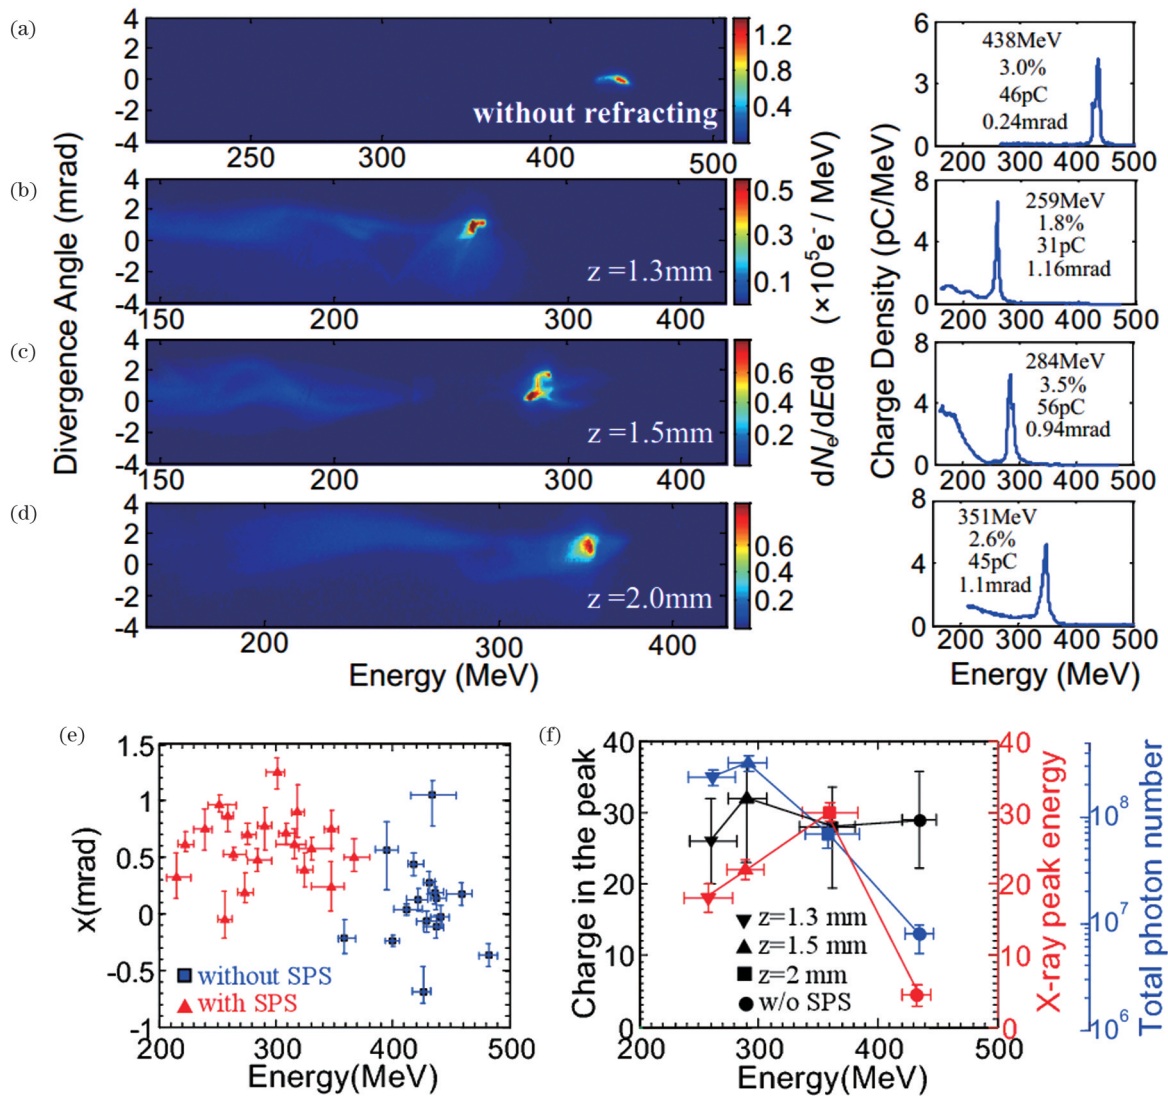 (a)
4
2
0
-2
-4
without refracting
250
300
400
500
1.2
0.8
0.4
438MeV
3.0%
46pC
0.24mrad
6
3
0
200
300
400
500
(b)
4
2
0
-2
-4
z =1.3mm
150
200
300
400
0.5
0.3
0.1
259MeV
1.8%
31pC
1.16mrad
8
4
0
200
300
400
500
(c)
4
2
0
-2
-4
z =1.5mm
150
200
300
400
0.6
0.4
0.2
284MeV
3.5%
56pC
0.94mrad
8
4
0
200
300
400
500
(d)
4
2
0
-2
-4
z =2.0mm
200
300
400
0.6
0.4
0.2
351MeV
2.6%
45pC
1.1mrad
8
4
0
200
300
400
500
Divergence Angle (mrad)
Energy (MeV)
dNe/dEdθ (×10⁵e⁻ / MeV)
Charge Density (pC/MeV)
Energy (MeV)
(e)
1.5
1
0.5
0
-0.5
-1
x(mrad)
without SPS
with SPS
200
300
400
500
Energy(MeV)
(f)
40
30
20
10
0
Charge in the peak
z=1.3 mm
z=1.5 mm
z=2 mm
w/o SPS
200
300
400
500
Energy(MeV)
40
30
20
10
0
X-ray peak energy
10⁸
10⁷
10⁶
Total photon number